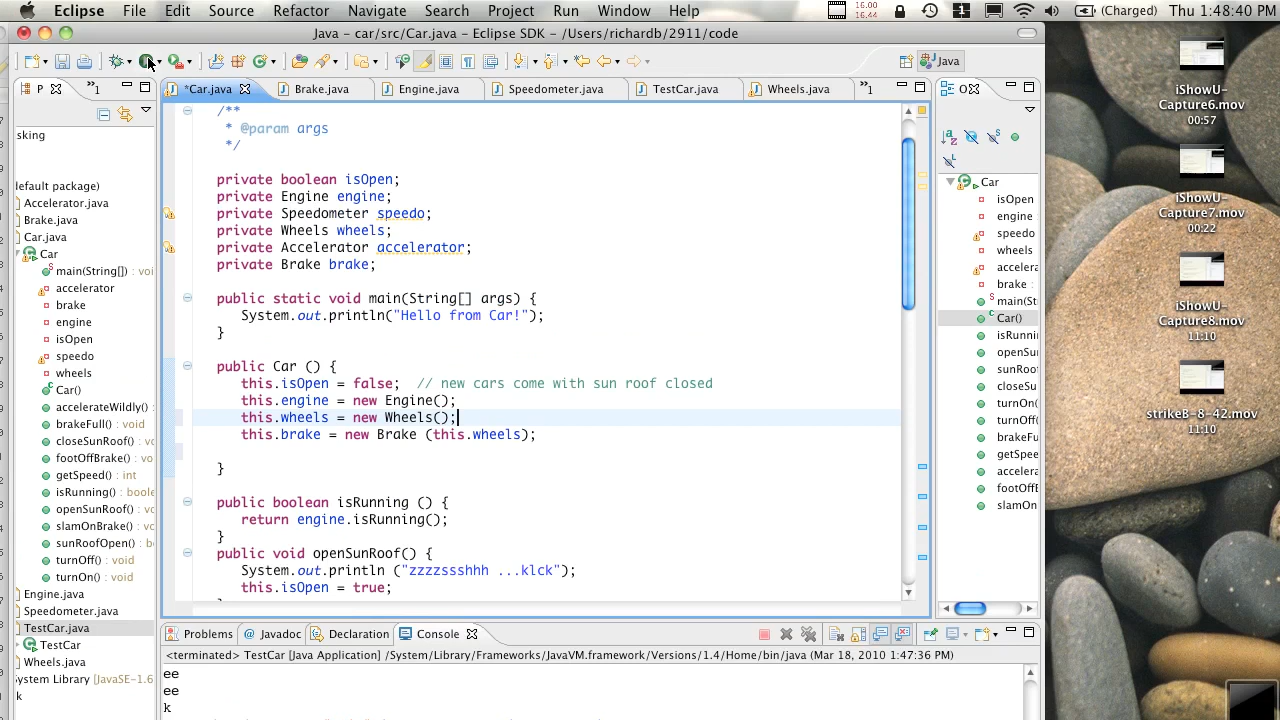 Eclipse File Edit Source Refactor Navigate Search Project Run Window Help 16.00 16.44 1 (Charged) Thu 1:48:40 PM
Java - car/src/Car.java - Eclipse SDK - /Users/richardb/2911/code
Java
P
1
*Car.java Brake.java Engine.java Speedometer.java TestCar.java Wheels.java
sking
efault package)
Accelerator.java
Brake.java
Car.java
Car
main(String[]) : voi
accelerator
brake
engine
isOpen
speedo
wheels
Car()
accelerateWildly()
brakeFull() : void
closeSunRoof() : vo
footOffBrake() : vo
getSpeed() : int
isRunning() : boole
openSunRoof() : vo
slamOnBrake() : vo
sunRoofOpen() : b
turnOff() : void
turnOn() : void
Engine.java
Speedometer.java
TestCar.java
TestCar
Wheels.java
ystem Library [JavaSE-1.6
k
/**
* @param args
*/
private boolean isOpen;
private Engine engine;
private Speedometer speedo;
private Wheels wheels;
private Accelerator accelerator;
private Brake brake;
public static void main(String[] args) {
System.out.println("Hello from Car!");
}
public Car () {
this.isOpen = false; // new cars come with sun roof closed
this.engine = new Engine();
this.wheels = new Wheels();
this.brake = new Brake (this.wheels);
}
public boolean isRunning () {
return engine.isRunning();
}
public void openSunRoof() {
System.out.println ("zzzzssshhh ...klck");
this.isOpen = true;
O
Car
isOpen
engine
speedo
wheels
accelera
brake :
main(St
Car()
isRunni
openSu
sunRoo
closeSu
turnOn(
turnOff
brakeFu
getSpee
acceler
footOff
slamOn
Problems @ Javadoc Declaration Console
<terminated> TestCar [Java Application] /System/Library/Frameworks/JavaVM.framework/Versions/1.4/Home/bin/java (Mar 18, 2010 1:47:36 PM)
ee
ee
k
iShowU-
Capture6.mov
00:57
iShowU-
Capture7.mov
00:22
iShowU-
Capture8.mov
11:10
strikeB-8-42.mov
11:10